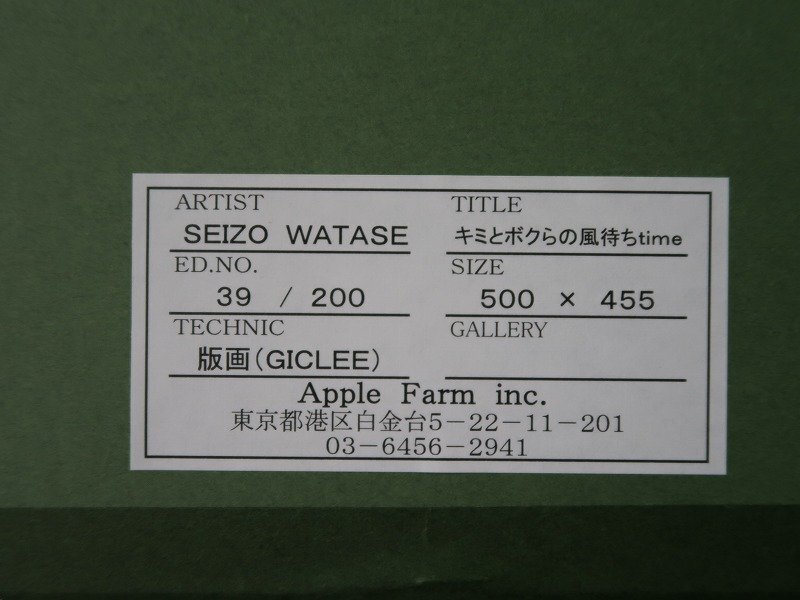 ARTIST TITLE
SEIZO WATASE キミとボクらの風待ちtime
ED.NO. SIZE
39 / 200 500 × 455
TECHNIC GALLERY
版画(GICLEE)
Apple Farm inc.
東京都港区白金台5－22－11－201
03－6456－2941